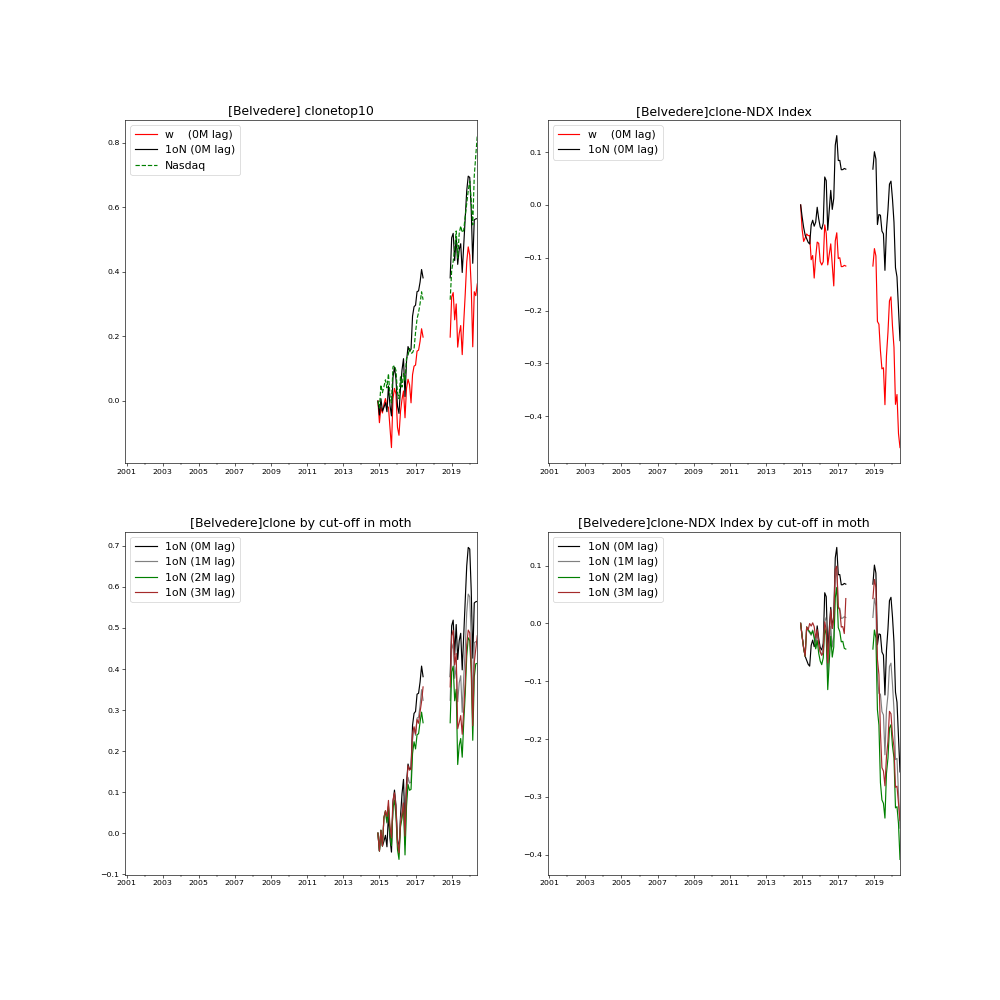 [Belvedere] clonetop10
w    (0M lag)
1oN (0M lag)
Nasdaq
0.8
0.6
0.4
0.2
0.0
2001 2003 2005 2007 2009 2011 2013 2015 2017 2019
[Belvedere]clone-NDX Index
w    (0M lag)
1oN (0M lag)
0.1
0.0
−0.1
−0.2
−0.3
−0.4
2001 2003 2005 2007 2009 2011 2013 2015 2017 2019
[Belvedere]clone by cut-off in moth
1oN (0M lag)
1oN (1M lag)
1oN (2M lag)
1oN (3M lag)
0.7
0.6
0.5
0.4
0.3
0.2
0.1
0.0
−0.1
2001 2003 2005 2007 2009 2011 2013 2015 2017 2019
[Belvedere]clone-NDX Index by cut-off in moth
1oN (0M lag)
1oN (1M lag)
1oN (2M lag)
1oN (3M lag)
0.1
0.0
−0.1
−0.2
−0.3
−0.4
2001 2003 2005 2007 2009 2011 2013 2015 2017 2019